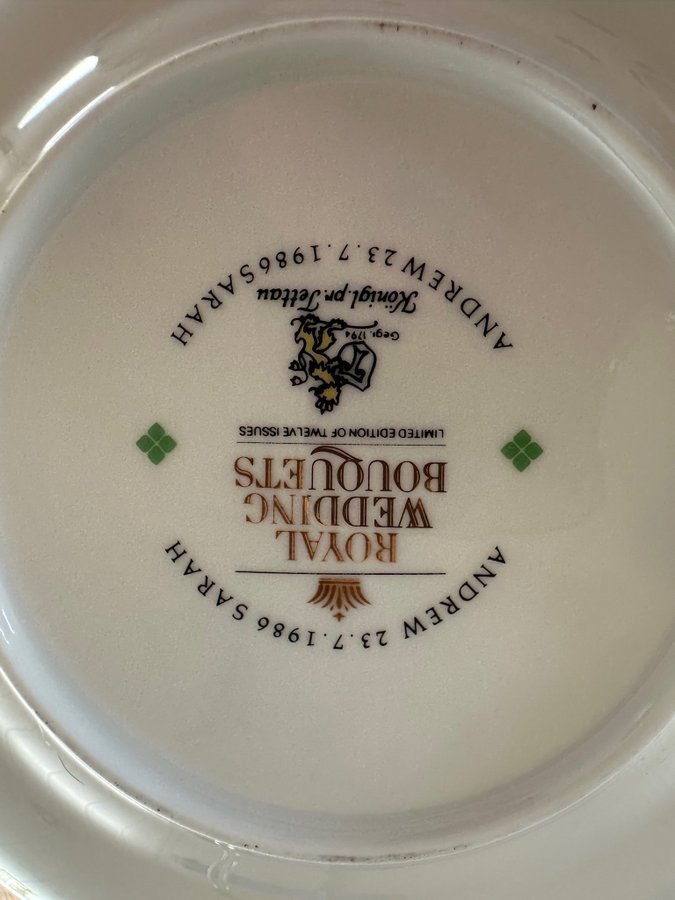 ANDREW 23.7.1986 SARAH
ROYAL
WEDDING
BOUQUETS
LIMITED EDITION OF TWELVE ISSUES
T
Gegr. 1794
Königl. pr. Tettau
ANDREW 23.7.1986 SARAH